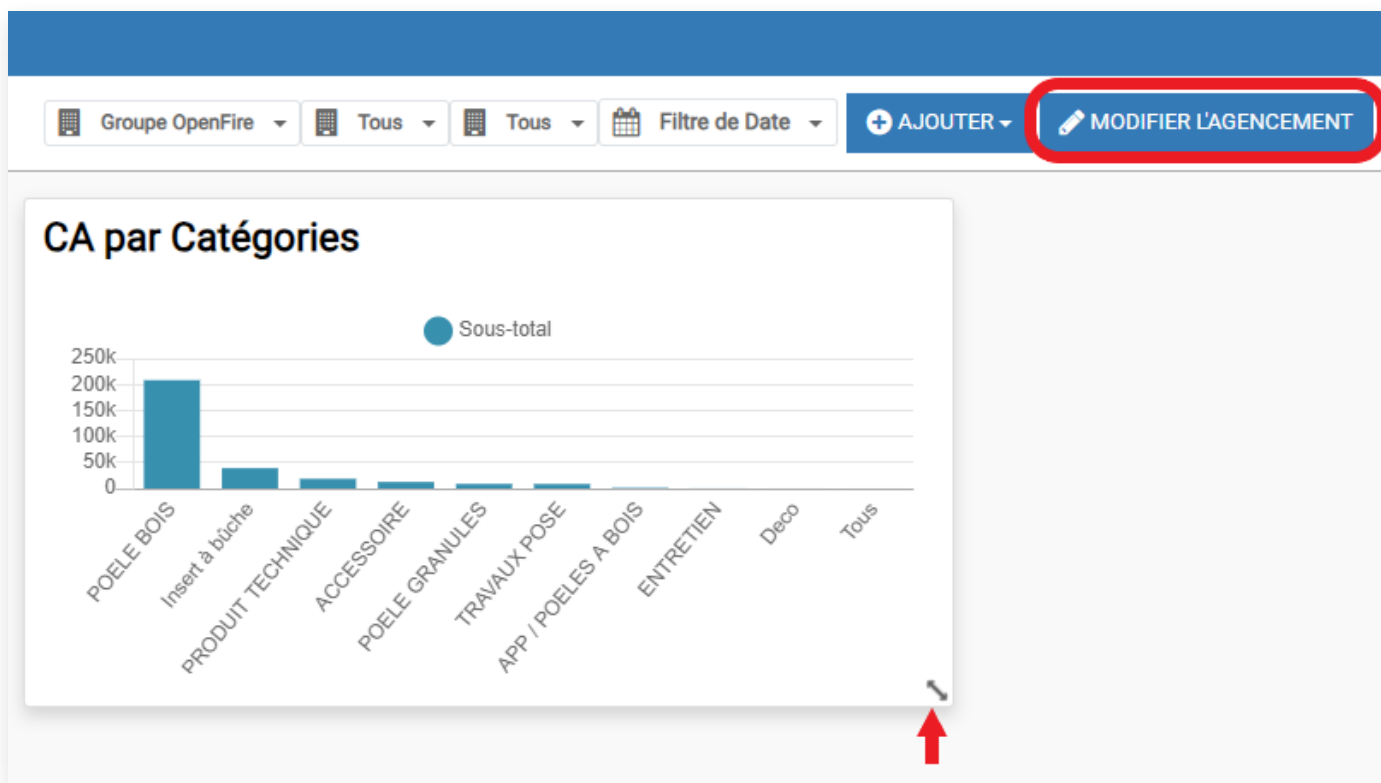 Groupe OpenFire
Tous
Tous
Filtre de Date
AJOUTER
MODIFIER L'AGENCEMENT
CA par Catégories
Sous-total
250k
200k
150k
100k
50k
0
POELE BOIS
Insert à bûche
PRODUIT TECHNIQUE
ACCESSOIRE
POELE GRANULES
TRAVAUX POSE
APP / POELES A BOIS
ENTRETIEN
Deco
Tous